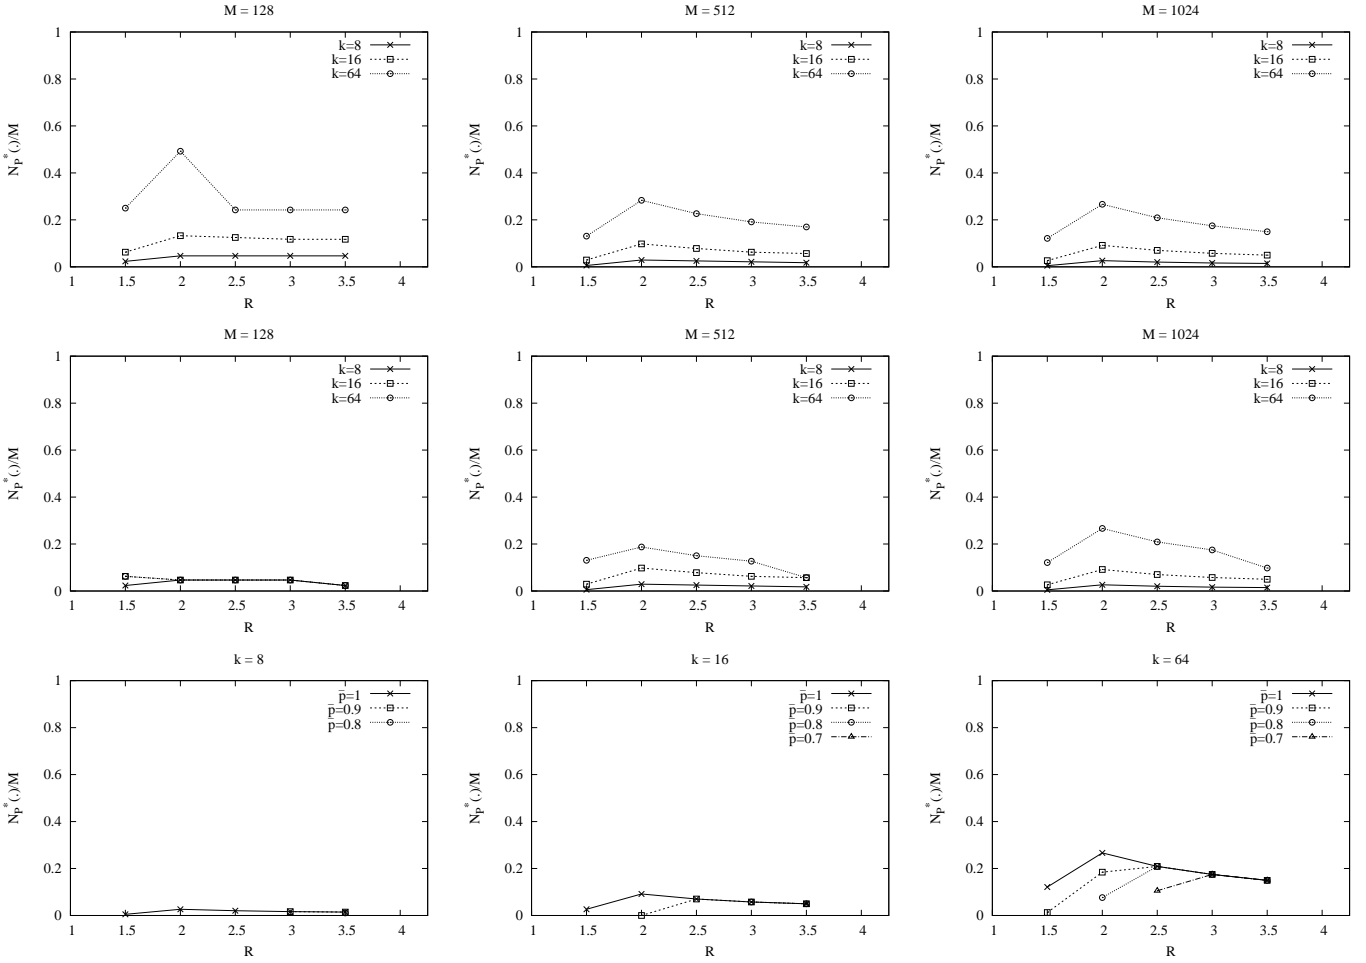 M = 128
1
0.8
0.6
0.4
0.2
0
N_P^*(.)/M
k=8
k=16
k=64
1 1.5 2 2.5 3 3.5 4
R
M = 512
1
0.8
0.6
0.4
0.2
0
N_P^*(.)/M
k=8
k=16
k=64
1 1.5 2 2.5 3 3.5 4
R
M = 1024
1
0.8
0.6
0.4
0.2
0
N_P^*(.)/M
k=8
k=16
k=64
1 1.5 2 2.5 3 3.5 4
R
M = 128
1
0.8
0.6
0.4
0.2
0
N_P^*(.)/M
k=8
k=16
k=64
1 1.5 2 2.5 3 3.5 4
R
M = 512
1
0.8
0.6
0.4
0.2
0
N_P^*(.)/M
k=8
k=16
k=64
1 1.5 2 2.5 3 3.5 4
R
M = 1024
1
0.8
0.6
0.4
0.2
0
N_P^*(.)/M
k=8
k=16
k=64
1 1.5 2 2.5 3 3.5 4
R
k = 8
1
0.8
0.6
0.4
0.2
0
N_P^*(.)/M
p̄=1
p̄=0.9
p̄=0.8
1 1.5 2 2.5 3 3.5 4
R
k = 16
1
0.8
0.6
0.4
0.2
0
N_P^*(.)/M
p̄=1
p̄=0.9
p̄=0.8
p̄=0.7
1 1.5 2 2.5 3 3.5 4
R
k = 64
1
0.8
0.6
0.4
0.2
0
N_P^*(.)/M
p̄=1
p̄=0.9
p̄=0.8
p̄=0.7
1 1.5 2 2.5 3 3.5 4
R